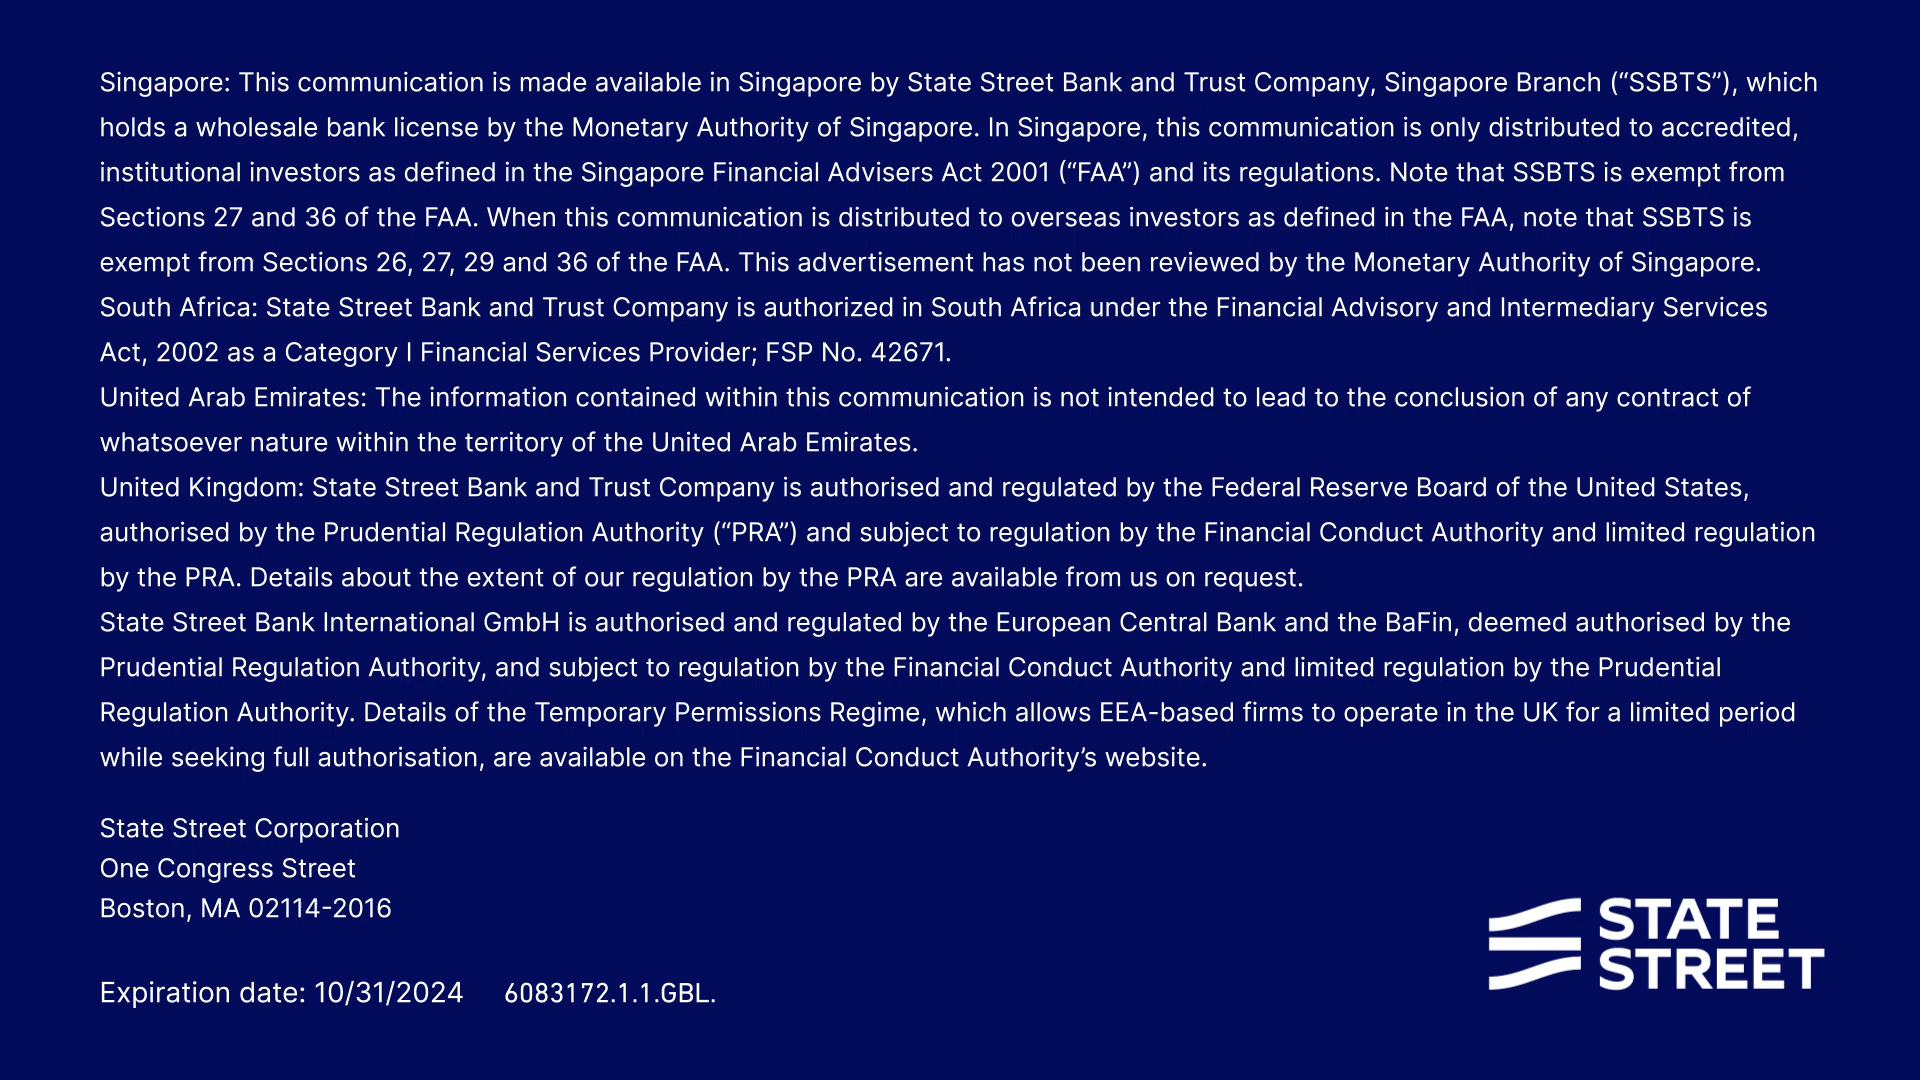 Singapore: This communication is made available in Singapore by State Street Bank and Trust Company, Singapore Branch (“SSBTS”), which
holds a wholesale bank license by the Monetary Authority of Singapore. In Singapore, this communication is only distributed to accredited,
institutional investors as defined in the Singapore Financial Advisers Act 2001 (“FAA”) and its regulations. Note that SSBTS is exempt from
Sections 27 and 36 of the FAA. When this communication is distributed to overseas investors as defined in the FAA, note that SSBTS is
exempt from Sections 26, 27, 29 and 36 of the FAA. This advertisement has not been reviewed by the Monetary Authority of Singapore.
South Africa: State Street Bank and Trust Company is authorized in South Africa under the Financial Advisory and Intermediary Services
Act, 2002 as a Category I Financial Services Provider; FSP No. 42671.
United Arab Emirates: The information contained within this communication is not intended to lead to the conclusion of any contract of
whatsoever nature within the territory of the United Arab Emirates.
United Kingdom: State Street Bank and Trust Company is authorised and regulated by the Federal Reserve Board of the United States,
authorised by the Prudential Regulation Authority (“PRA”) and subject to regulation by the Financial Conduct Authority and limited regulation
by the PRA. Details about the extent of our regulation by the PRA are available from us on request.
State Street Bank International GmbH is authorised and regulated by the European Central Bank and the BaFin, deemed authorised by the
Prudential Regulation Authority, and subject to regulation by the Financial Conduct Authority and limited regulation by the Prudential
Regulation Authority. Details of the Temporary Permissions Regime, which allows EEA-based firms to operate in the UK for a limited period
while seeking full authorisation, are available on the Financial Conduct Authority’s website.
State Street Corporation
One Congress Street
Boston, MA 02114-2016
Expiration date: 10/31/2024 6083172.1.1.GBL.
STATE
STREET